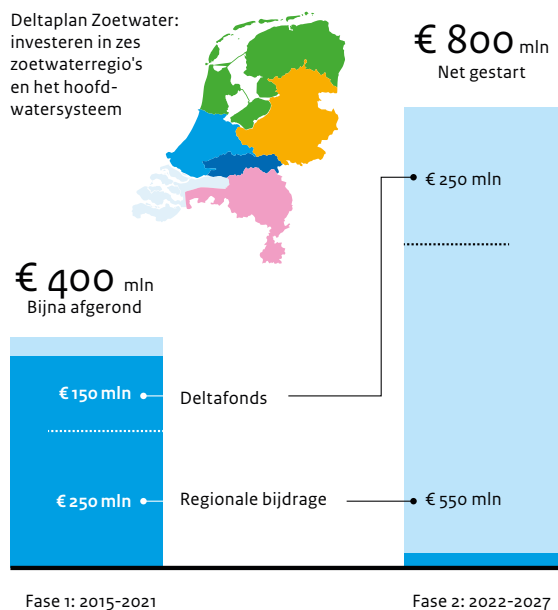 Deltaplan Zoetwater:
investeren in zes
zoetwaterregio's
en het hoofd-
watersysteem
€ 800 mln
Net gestart
€ 250 mln
€ 400 mln
Bijna afgerond
€ 150 mln
Deltafonds
€ 250 mln
Regionale bijdrage
€ 550 mln
Fase 1: 2015-2021
Fase 2: 2022-2027